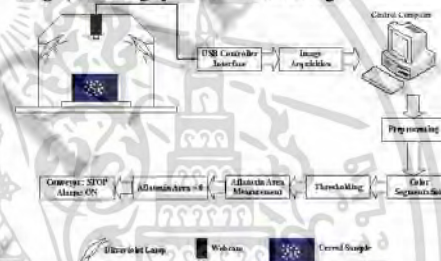 Control Computer
USB Controller
Interface
Image
Acquisition
Preprocessing
Color
Segmentation
Thresholding
Aflatoxin Area
Measurement
Aflatoxin Area > 0
Conveyor: STOP
Alarm: ON
Ultraviolet Lamp
Webcam
Cereal Sample